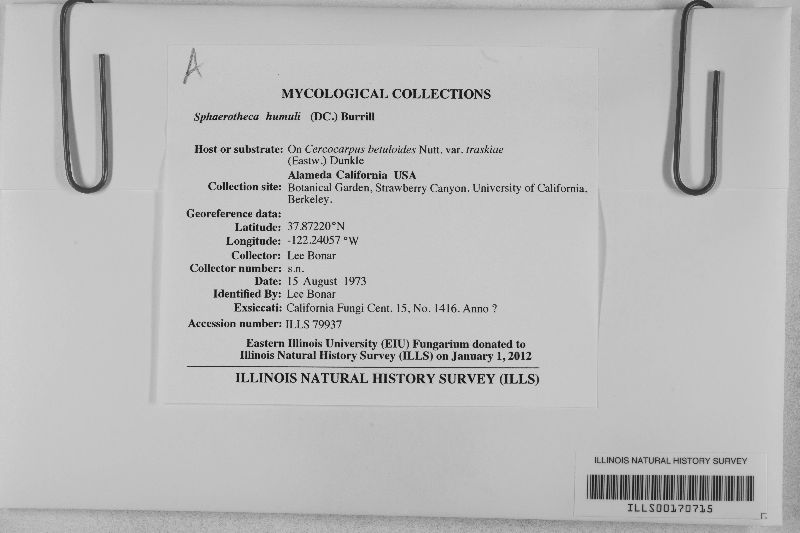 A
MYCOLOGICAL COLLECTIONS
Sphaerotheca humuli (DC.) Burrill
Host or substrate: On Cercocarpus betuloides Nutt. var. traskiae
(Eastw.) Dunkle
Alameda California USA
Collection site: Botanical Garden, Strawberry Canyon, University of California,
Berkeley.
Georeference data:
Latitude: 37.87220°N
Longitude: -122.24057 °W
Collector: Lee Bonar
Collector number: s.n.
Date: 15 August 1973
Identified By: Lee Bonar
Exsiccati: California Fungi Cent. 15, No. 1416. Anno ?
Accession number: ILLS 79937
Eastern Illinois University (EIU) Fungarium donated to
Illinois Natural History Survey (ILLS) on January 1, 2012
ILLINOIS NATURAL HISTORY SURVEY (ILLS)
ILLINOIS NATURAL HISTORY SURVEY
ILLS00170715